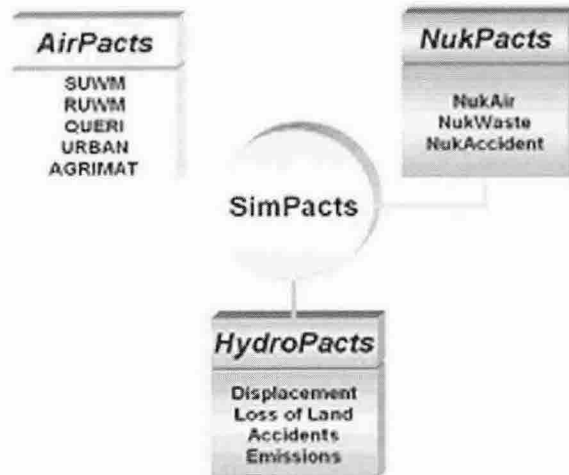 AirPacts
SUWM
RUWM
QUERI
URBAN
AGRIMAT
NukPacts
NukAir
NukWaste
NukAccident
SimPacts
HydroPacts
Displacement
Loss of Land
Accidents
Emissions